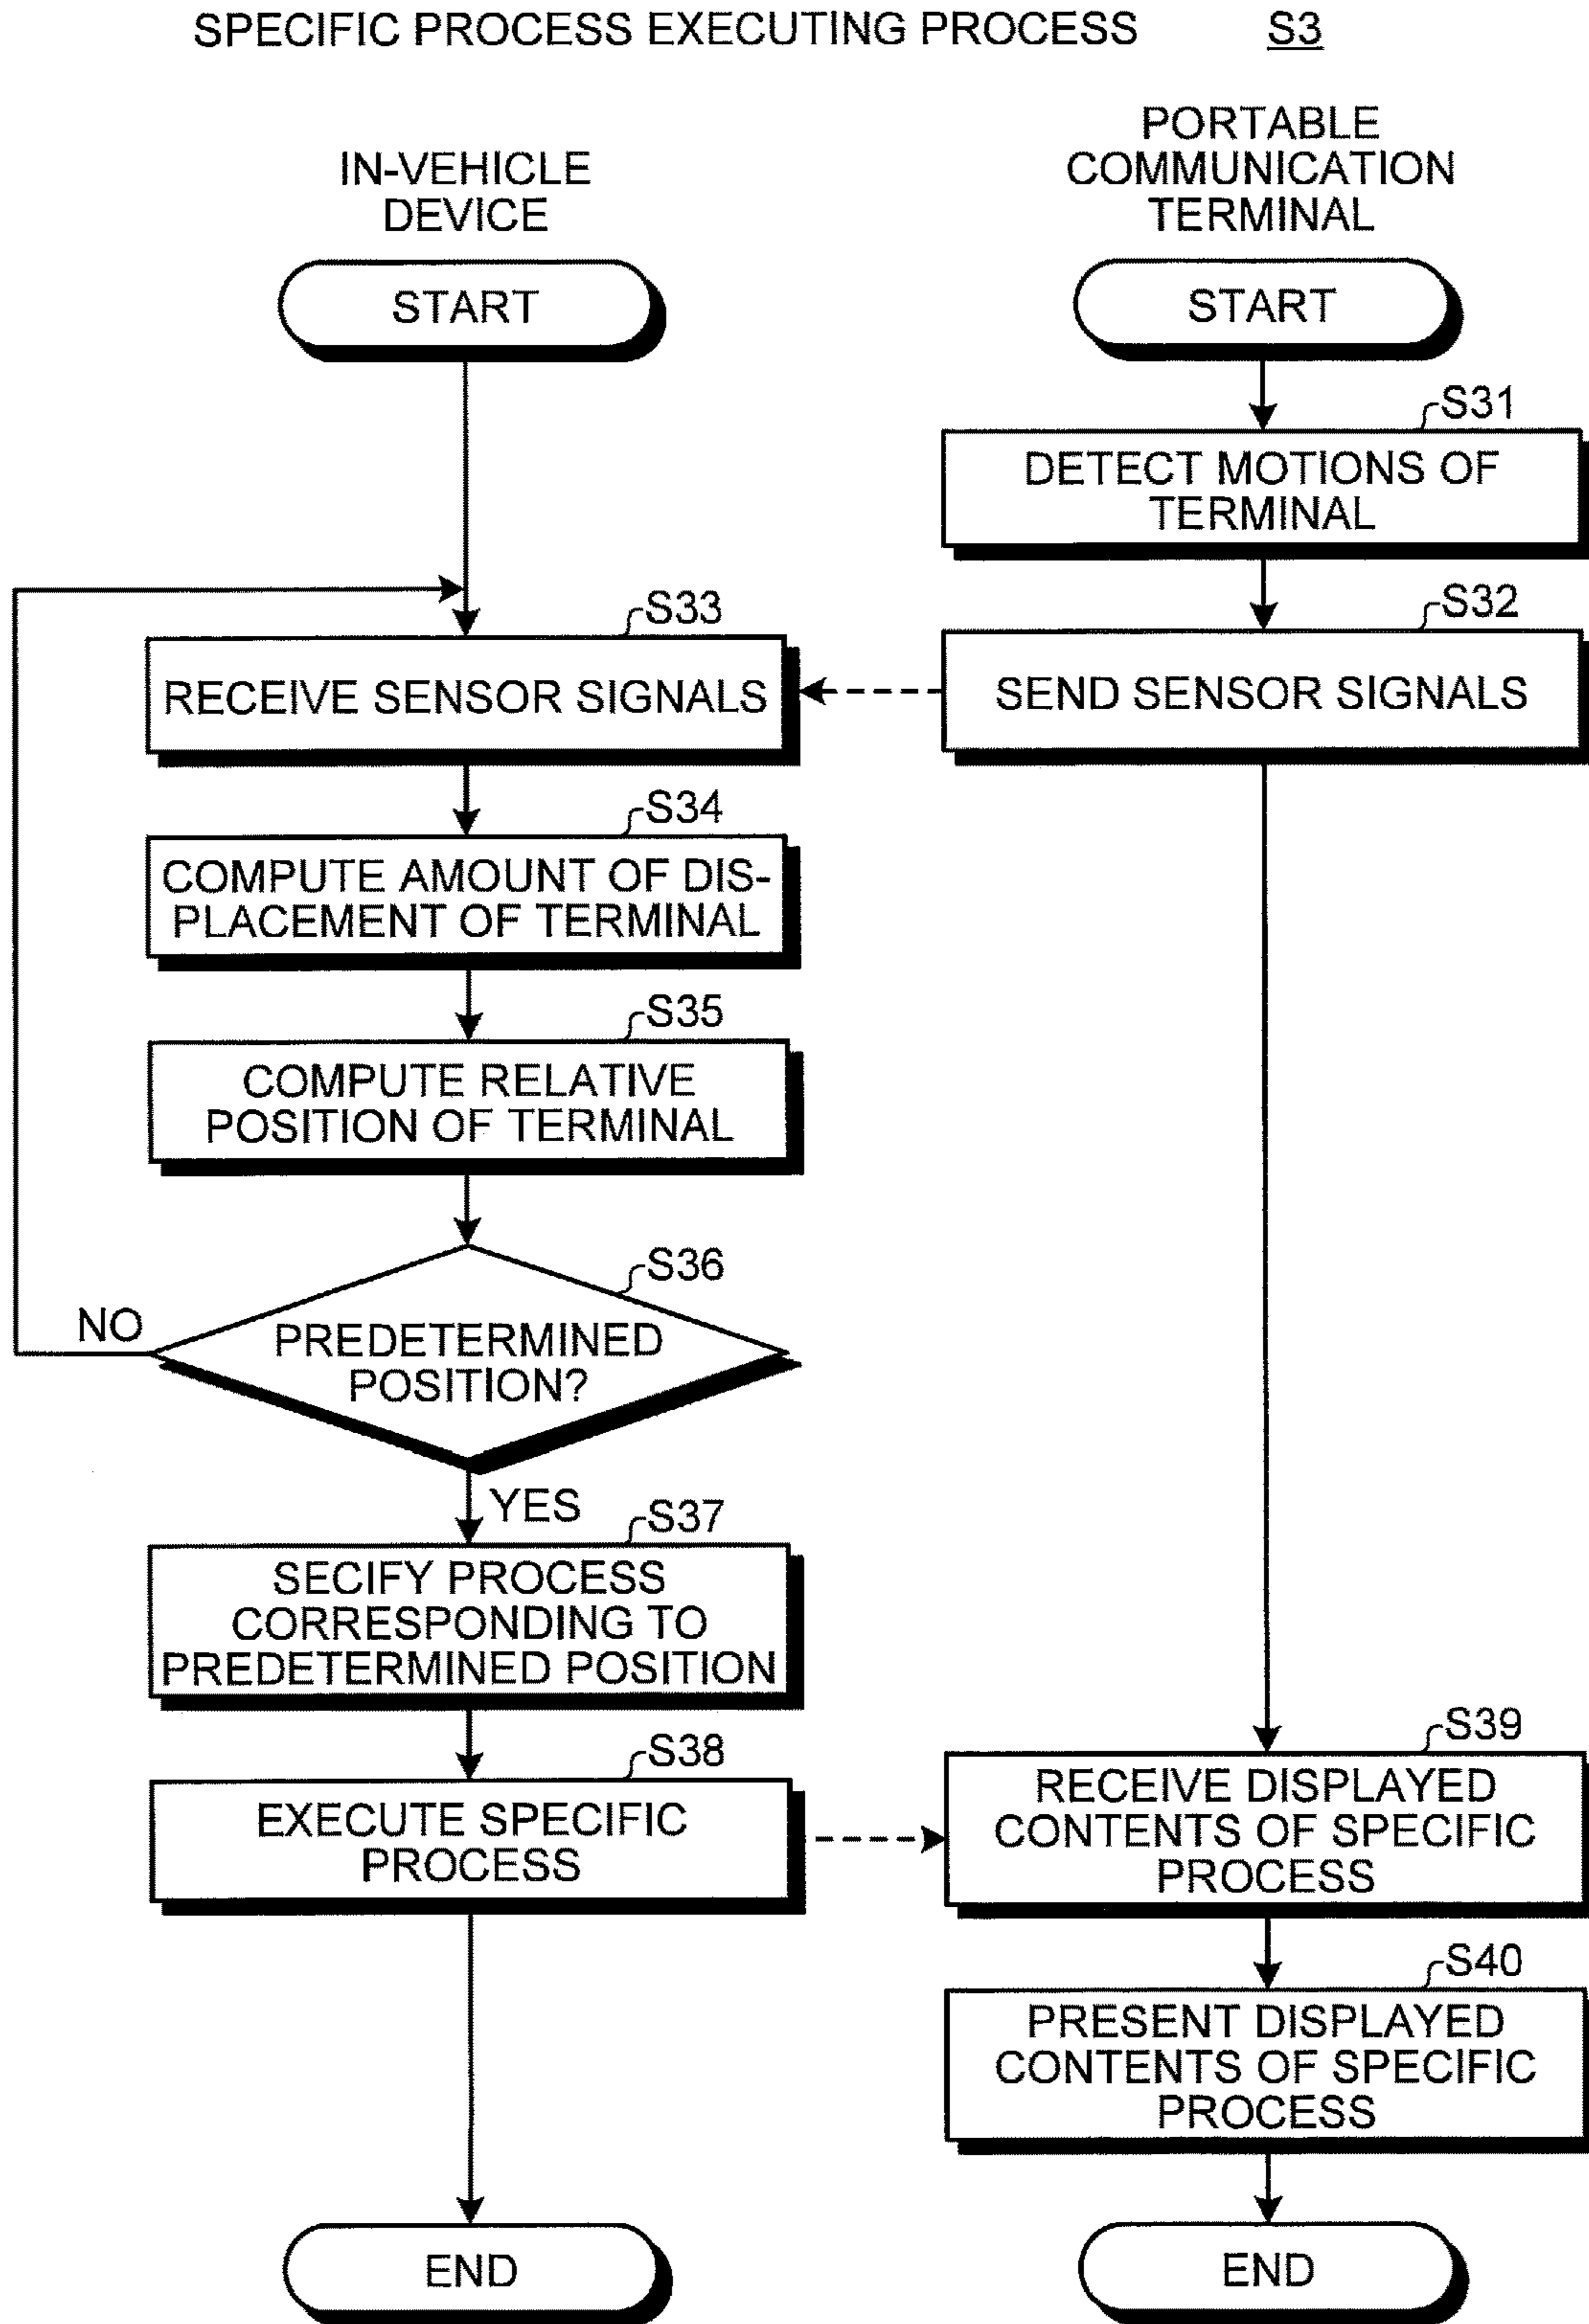 SPECIFIC PROCESS EXECUTING PROCESS S3
IN-VEHICLE
DEVICE
PORTABLE
COMMUNICATION
TERMINAL
START
START
S31
DETECT MOTIONS OF
TERMINAL
S33
S32
RECEIVE SENSOR SIGNALS
SEND SENSOR SIGNALS
S34
COMPUTE AMOUNT OF DIS-
PLACEMENT OF TERMINAL
S35
COMPUTE RELATIVE
POSITION OF TERMINAL
S36
NO
PREDETERMINED
POSITION?
YES
S37
SECIFY PROCESS
CORRESPONDING TO
PREDETERMINED POSITION
S38
EXECUTE SPECIFIC
PROCESS
S39
RECEIVE DISPLAYED
CONTENTS OF SPECIFIC
PROCESS
S40
PRESENT DISPLAYED
CONTENTS OF SPECIFIC
PROCESS
END
END